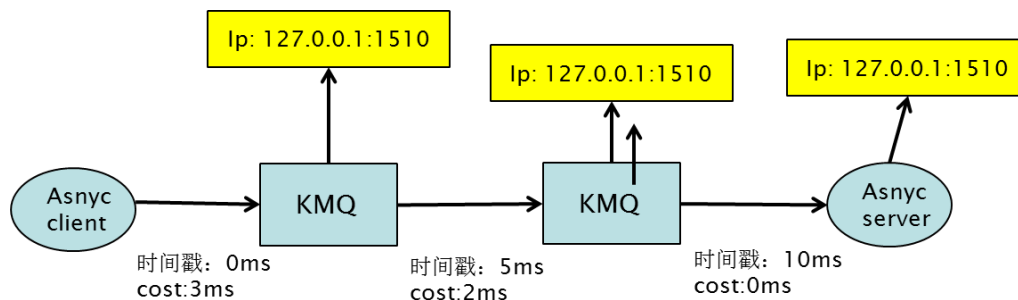 Ip: 127.0.0.1:1510
Ip: 127.0.0.1:1510
Ip: 127.0.0.1:1510
Asnyc
client
KMQ
KMQ
Asnyc
server
时间戳：0ms
cost:3ms
时间戳：5ms
cost:2ms
时间戳：10ms
cost:0ms